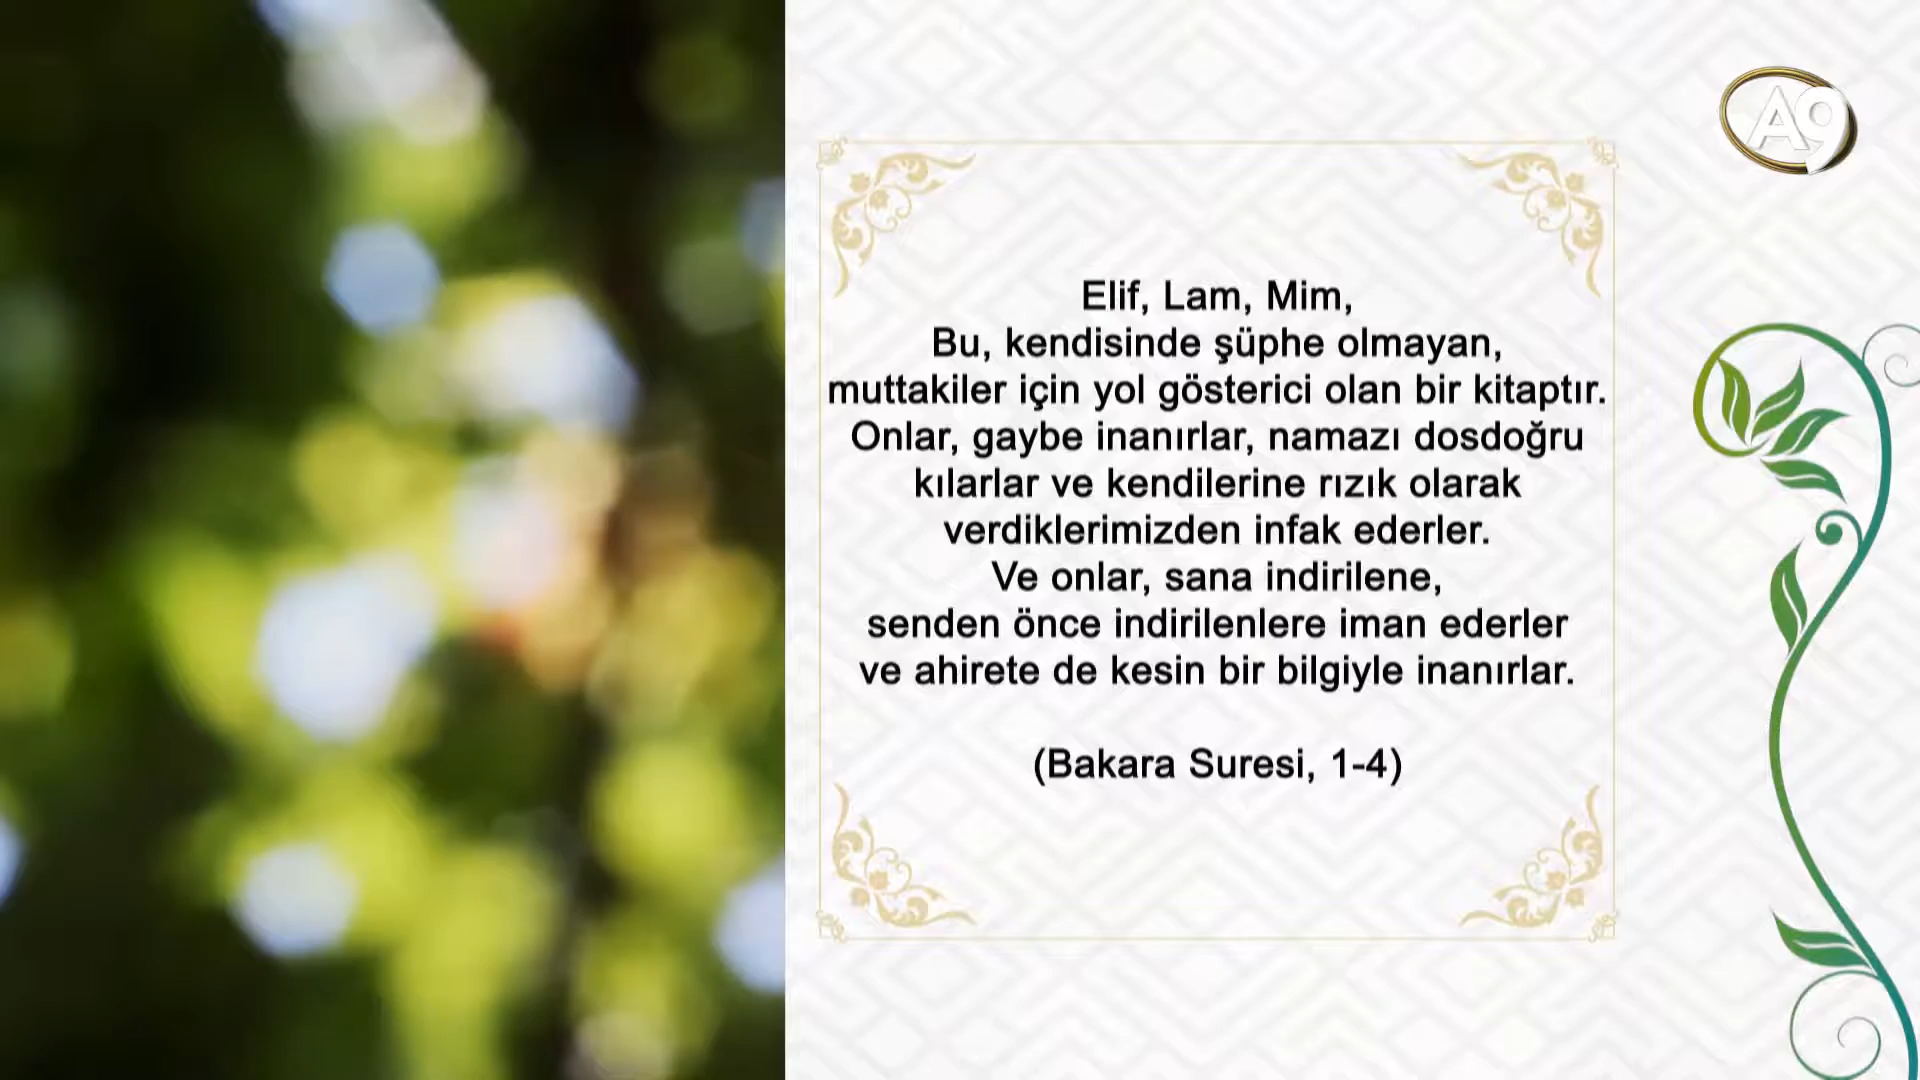 A9
Elif, Lam, Mim,
Bu, kendisinde şüphe olmayan,
muttakiler için yol gösterici olan bir kitaptır.
Onlar, gaybe inanırlar, namazı dosdoğru
kılarlar ve kendilerine rızık olarak
verdiklerimizden infak ederler.
Ve onlar, sana indirilene,
senden önce indirilenlere iman ederler
ve ahirete de kesin bir bilgiyle inanırlar.
(Bakara Suresi, 1-4)